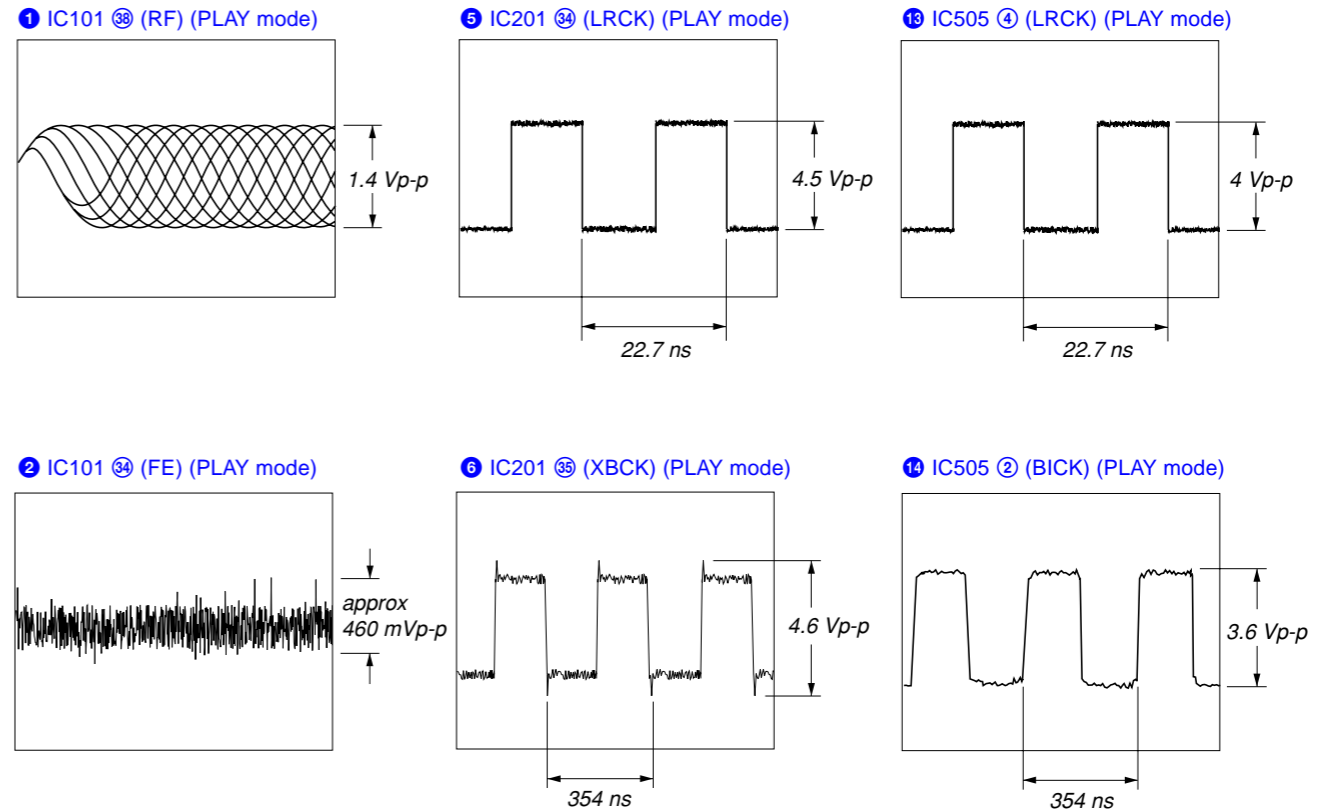 ❶ IC101 ㊳ (RF) (PLAY mode)
1.4 Vp-p
❺ IC201 ㉞ (LRCK) (PLAY mode)
4.5 Vp-p
22.7 ns
⓭ IC505 ④ (LRCK) (PLAY mode)
4 Vp-p
22.7 ns
❷ IC101 ㉞ (FE) (PLAY mode)
approx
460 mVp-p
❻ IC201 ㉟ (XBCK) (PLAY mode)
4.6 Vp-p
354 ns
⓮ IC505 ② (BICK) (PLAY mode)
3.6 Vp-p
354 ns